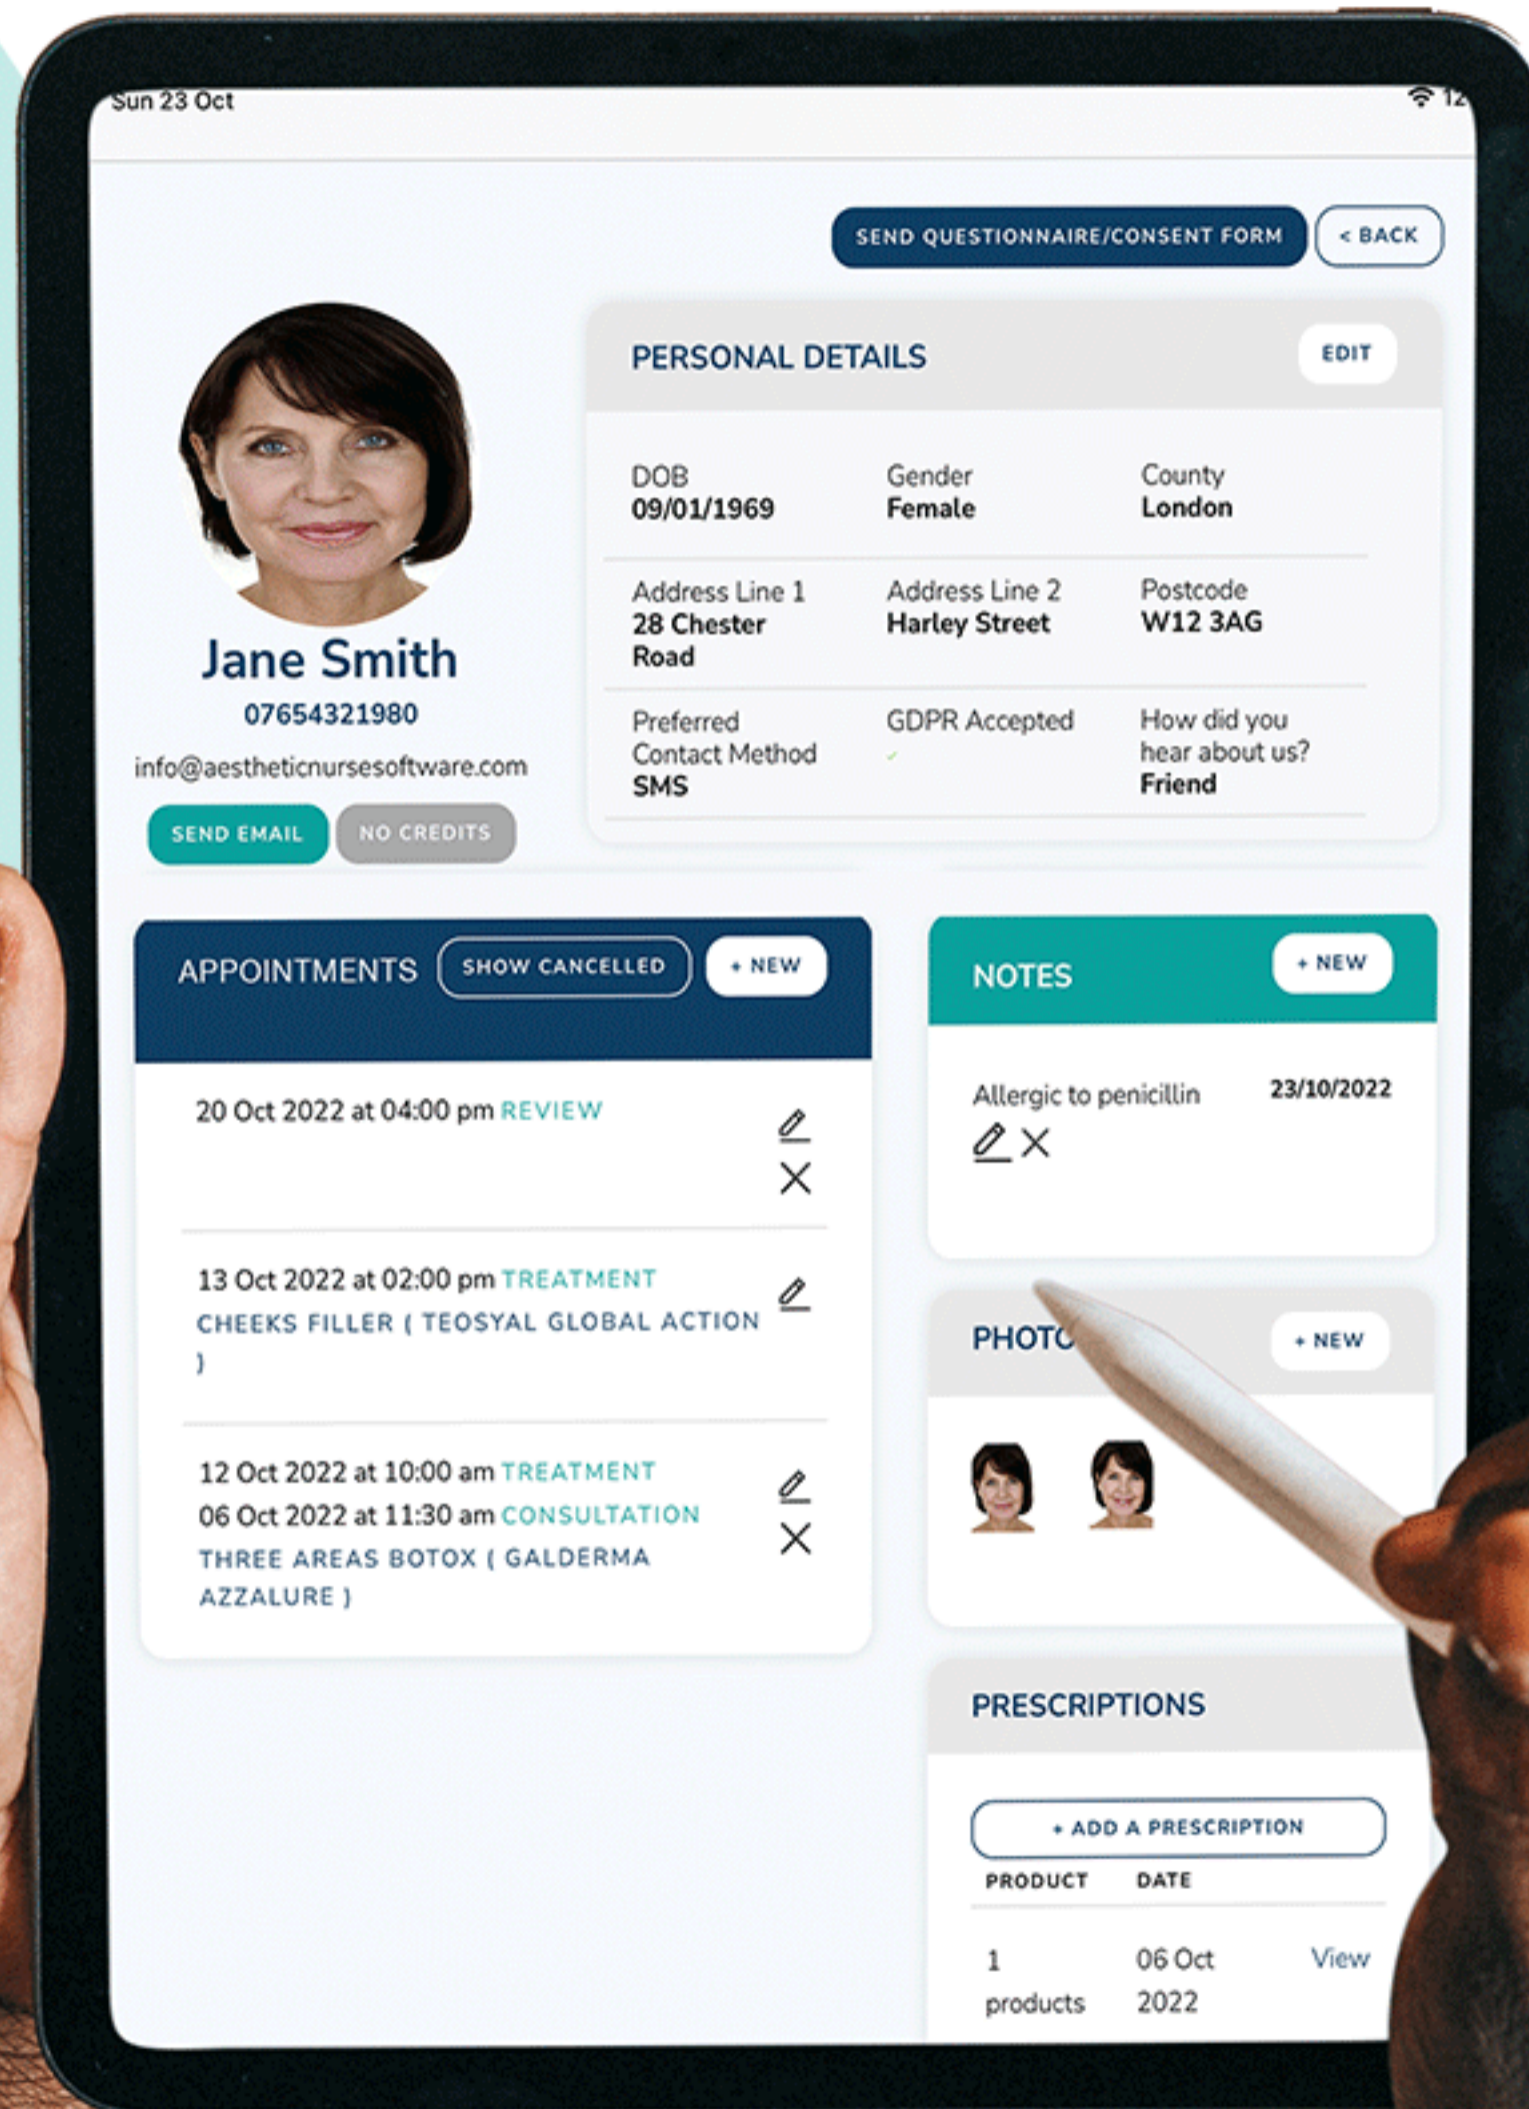 Sun 23 Oct
12
SEND QUESTIONNAIRE/CONSENT FORM
< BACK
Jane Smith
07654321980
info@aestheticnursesoftware.com
SEND EMAIL
NO CREDITS
PERSONAL DETAILS
EDIT
DOB
09/01/1969
Gender
Female
County
London
Address Line 1
28 Chester
Road
Address Line 2
Harley Street
Postcode
W12 3AG
Preferred
Contact Method
SMS
GDPR Accepted
How did you
hear about us?
Friend
APPOINTMENTS
SHOW CANCELLED
+ NEW
20 Oct 2022 at 04:00 pm REVIEW
13 Oct 2022 at 02:00 pm TREATMENT
CHEEKS FILLER ( TEOSYAL GLOBAL ACTION
)
12 Oct 2022 at 10:00 am TREATMENT
06 Oct 2022 at 11:30 am CONSULTATION
THREE AREAS BOTOX ( GALDERMA
AZZALURE )
NOTES
+ NEW
Allergic to penicillin
23/10/2022
PHOTO
+ NEW
PRESCRIPTIONS
+ ADD A PRESCRIPTION
PRODUCT
DATE
1
products
06 Oct
2022
View